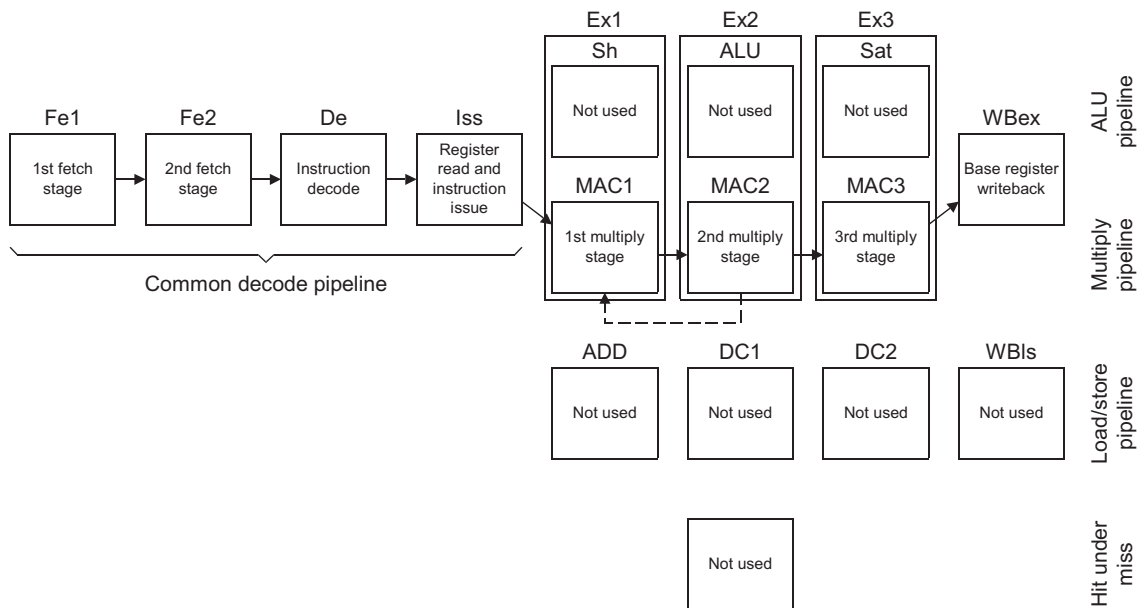 Ex1
Ex2
Ex3
Sh
ALU
Sat
Not used
Not used
Not used
ALU
pipeline
Fe1
Fe2
De
Iss
WBex
1st fetch
stage
2nd fetch
stage
Instruction
decode
Register
read and
instruction
issue
Base register
writeback
MAC1
MAC2
MAC3
1st multiply
stage
2nd multiply
stage
3rd multiply
stage
Multiply
pipeline
Common decode pipeline
ADD
DC1
DC2
WBls
Not used
Not used
Not used
Not used
Load/store
pipeline
Not used
Hit under
miss